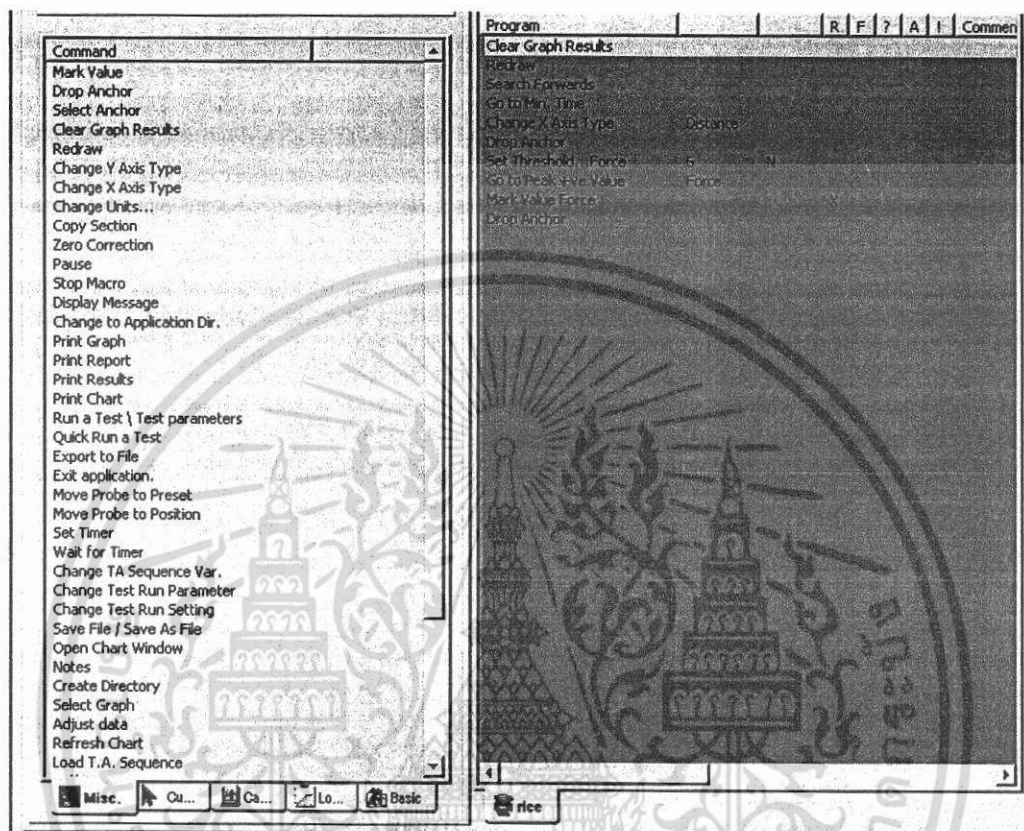 Command
Mark Value
Drop Anchor
Select Anchor
Clear Graph Results
Redraw
Change Y Axis Type
Change X Axis Type
Change Units...
Copy Section
Zero Correction
Pause
Stop Macro
Display Message
Change to Application Dir.
Print Graph
Print Report
Print Results
Print Chart
Run a Test \ Test parameters
Quick Run a Test
Export to File
Exit application.
Move Probe to Preset
Move Probe to Position
Set Timer
Wait for Timer
Change TA Sequence Var.
Change Test Run Parameter
Change Test Run Setting
Save File / Save As File
Open Chart Window
Notes
Create Directory
Select Graph
Adjust data
Refresh Chart
Load T.A. Sequence
Misc. Cu... Ca... Lo... Basic
Program R F ? A ! Commen
Clear Graph Results
Redraw
Search Forwards
Go to Min. Time
Change X Axis Type Distance
Drop Anchor
Set Threshold Force 5 N
Go to Peak +ve Value Force
Mark Value Force X
Drop Anchor
rice